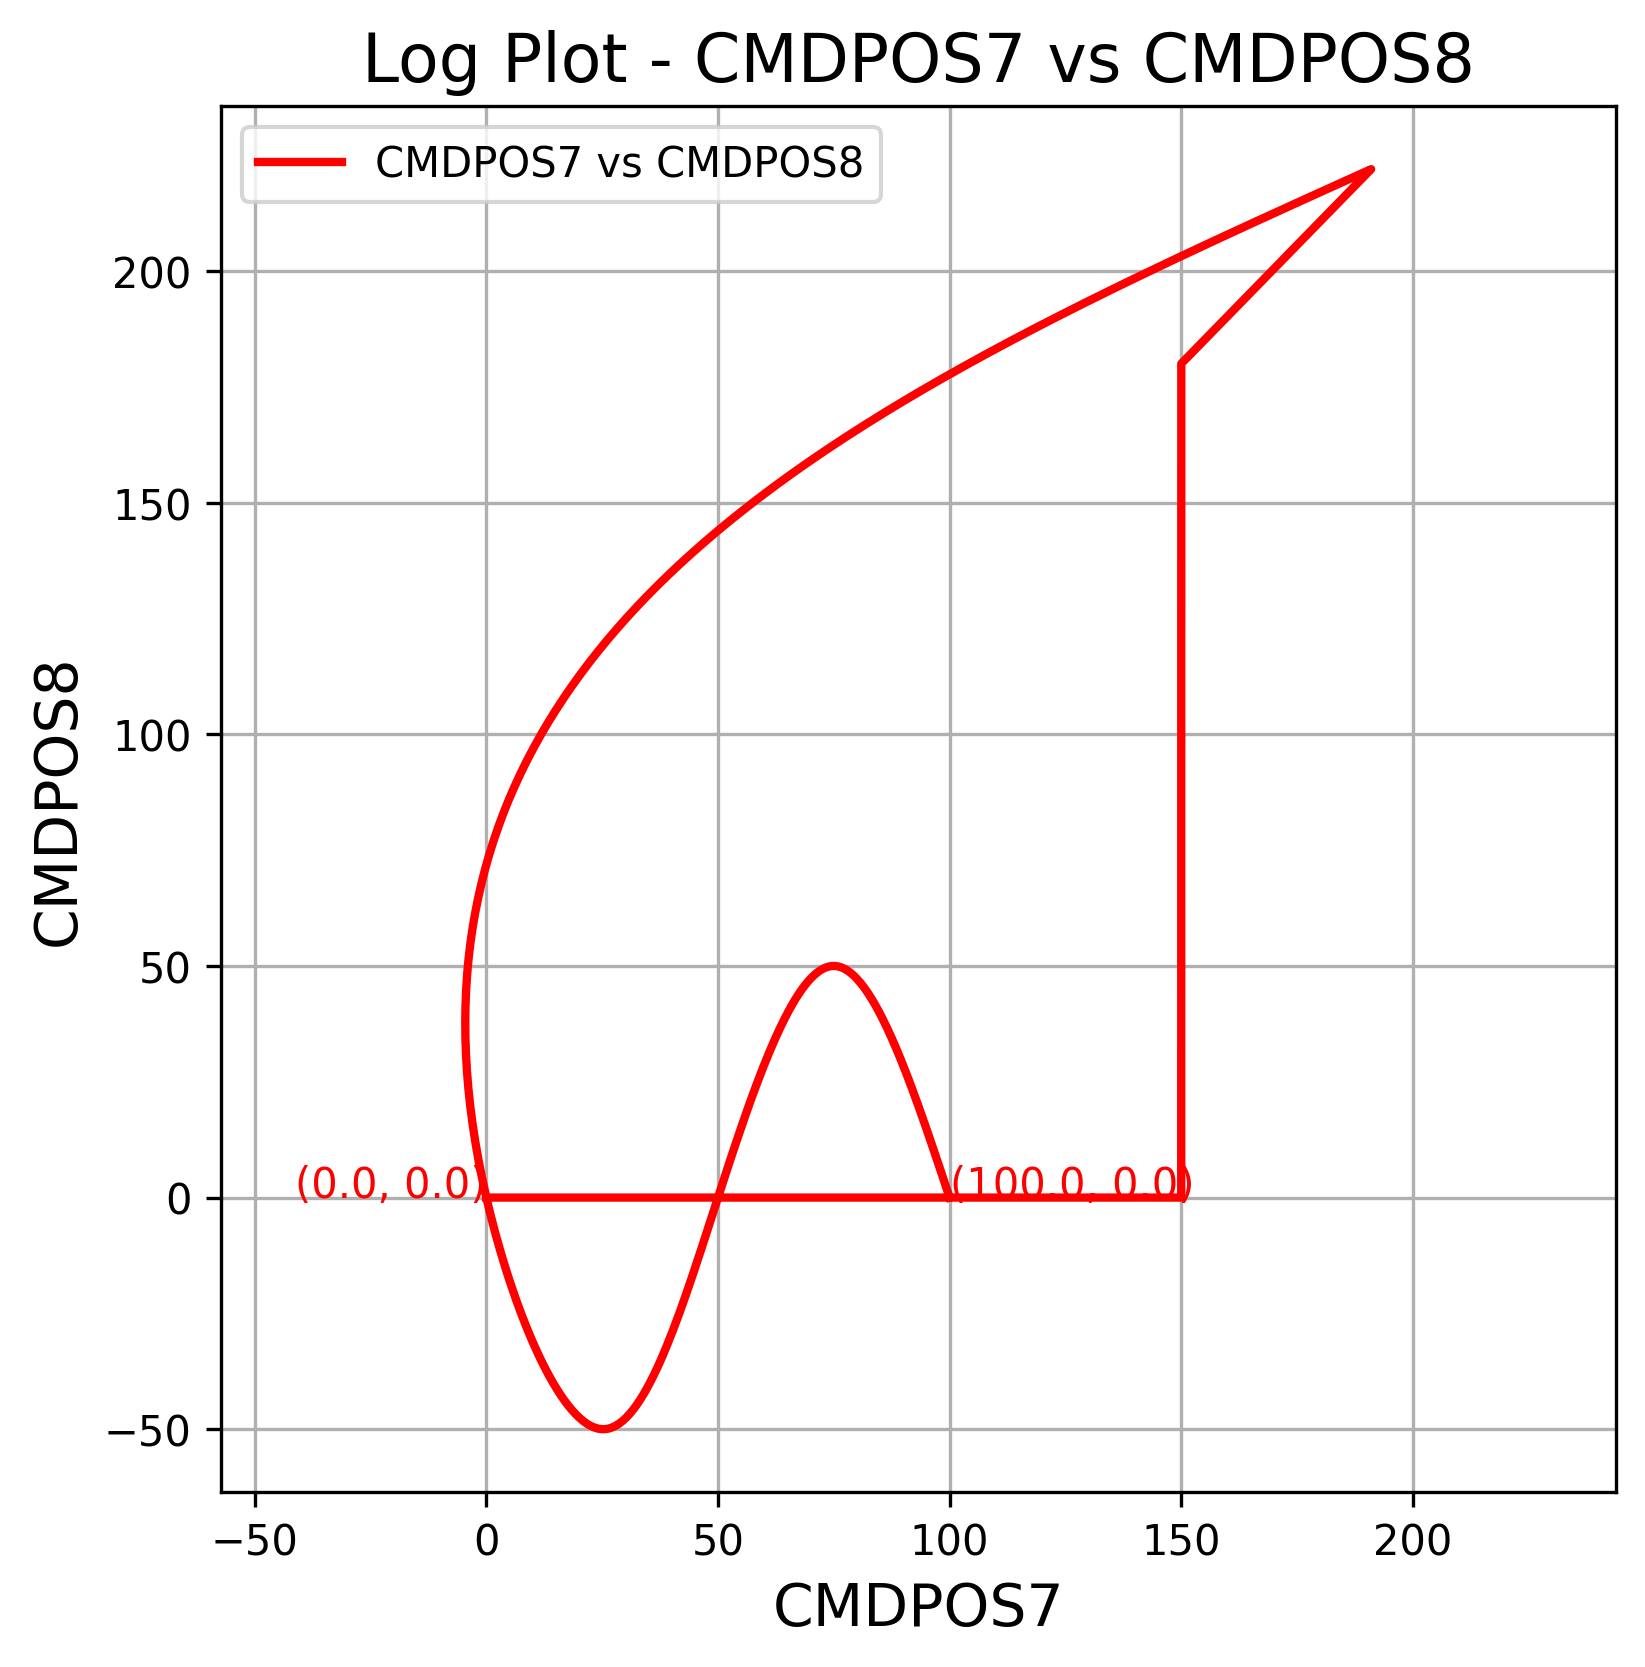 Log Plot - CMDPOS7 vs CMDPOS8
CMDPOS7 vs CMDPOS8
200
150
100
50
0
−50
CMDPOS8
(0.0, 0.0)
(100.0, 0.0)
−50 0 50 100 150 200
CMDPOS7